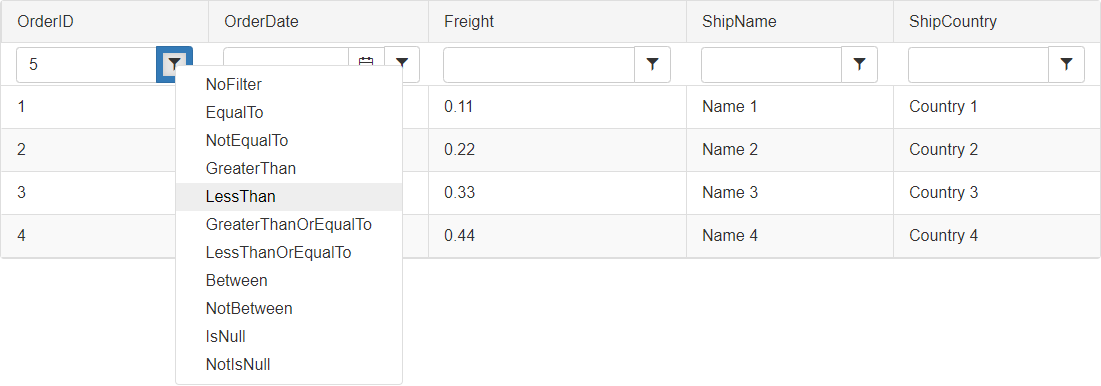 OrderID OrderDate Freight ShipName ShipCountry
5
NoFilter
EqualTo
NotEqualTo
GreaterThan
LessThan
GreaterThanOrEqualTo
LessThanOrEqualTo
Between
NotBetween
IsNull
NotIsNull
1 0.11 Name 1 Country 1
2 0.22 Name 2 Country 2
3 0.33 Name 3 Country 3
4 0.44 Name 4 Country 4